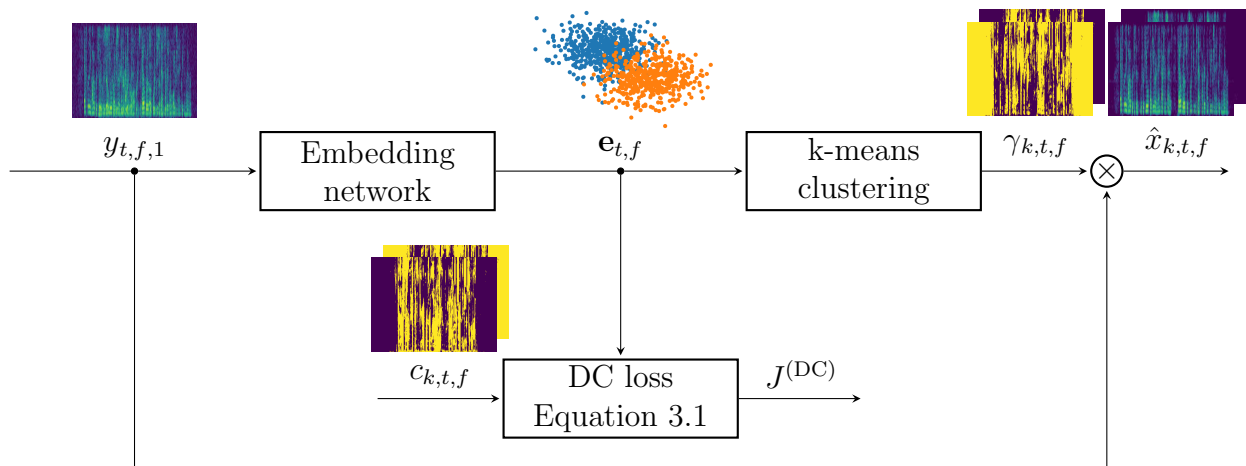 y_{t,f,1}
Embedding
network
e_{t,f}
k-means
clustering
γ_{k,t,f}
x̂_{k,t,f}
c_{k,t,f}
DC loss
Equation 3.1
J^{(DC)}